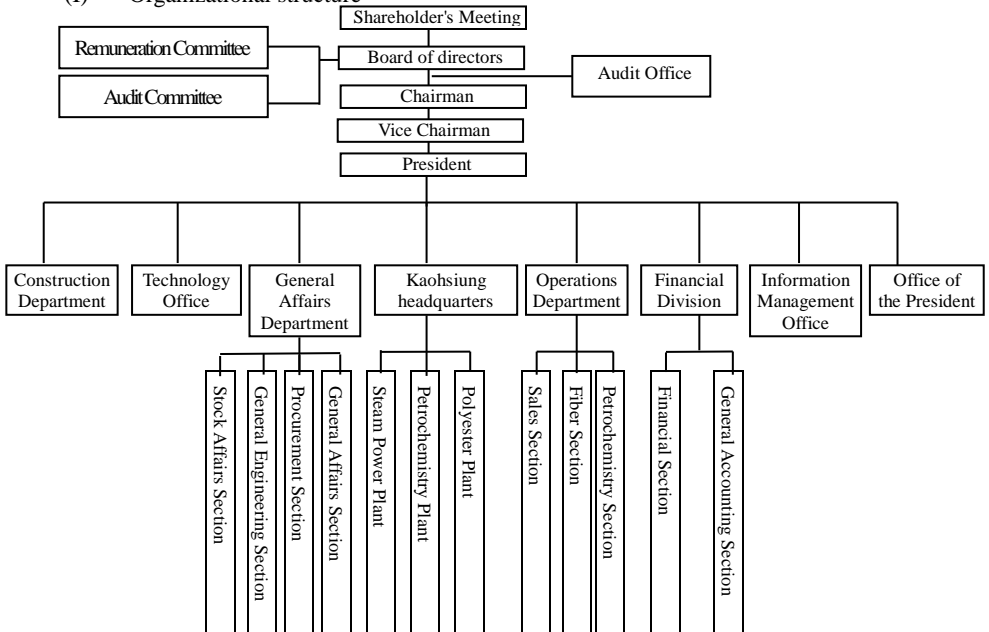 (I) Organizational structure
Shareholder's Meeting
Remuneration Committee
Board of directors
Audit Office
Audit Committee
Chairman
Vice Chairman
President
Construction
Department
Technology
Office
General
Affairs
Department
Kaohsiung
headquarters
Operations
Department
Financial
Division
Information
Management
Office
Office of
the President
Stock Affairs Section
General Engineering Section
Procurement Section
General Affairs Section
Steam Power Plant
Petrochemistry Plant
Polyester Plant
Sales Section
Fiber Section
Petrochemistry Section
Financial Section
General Accounting Section